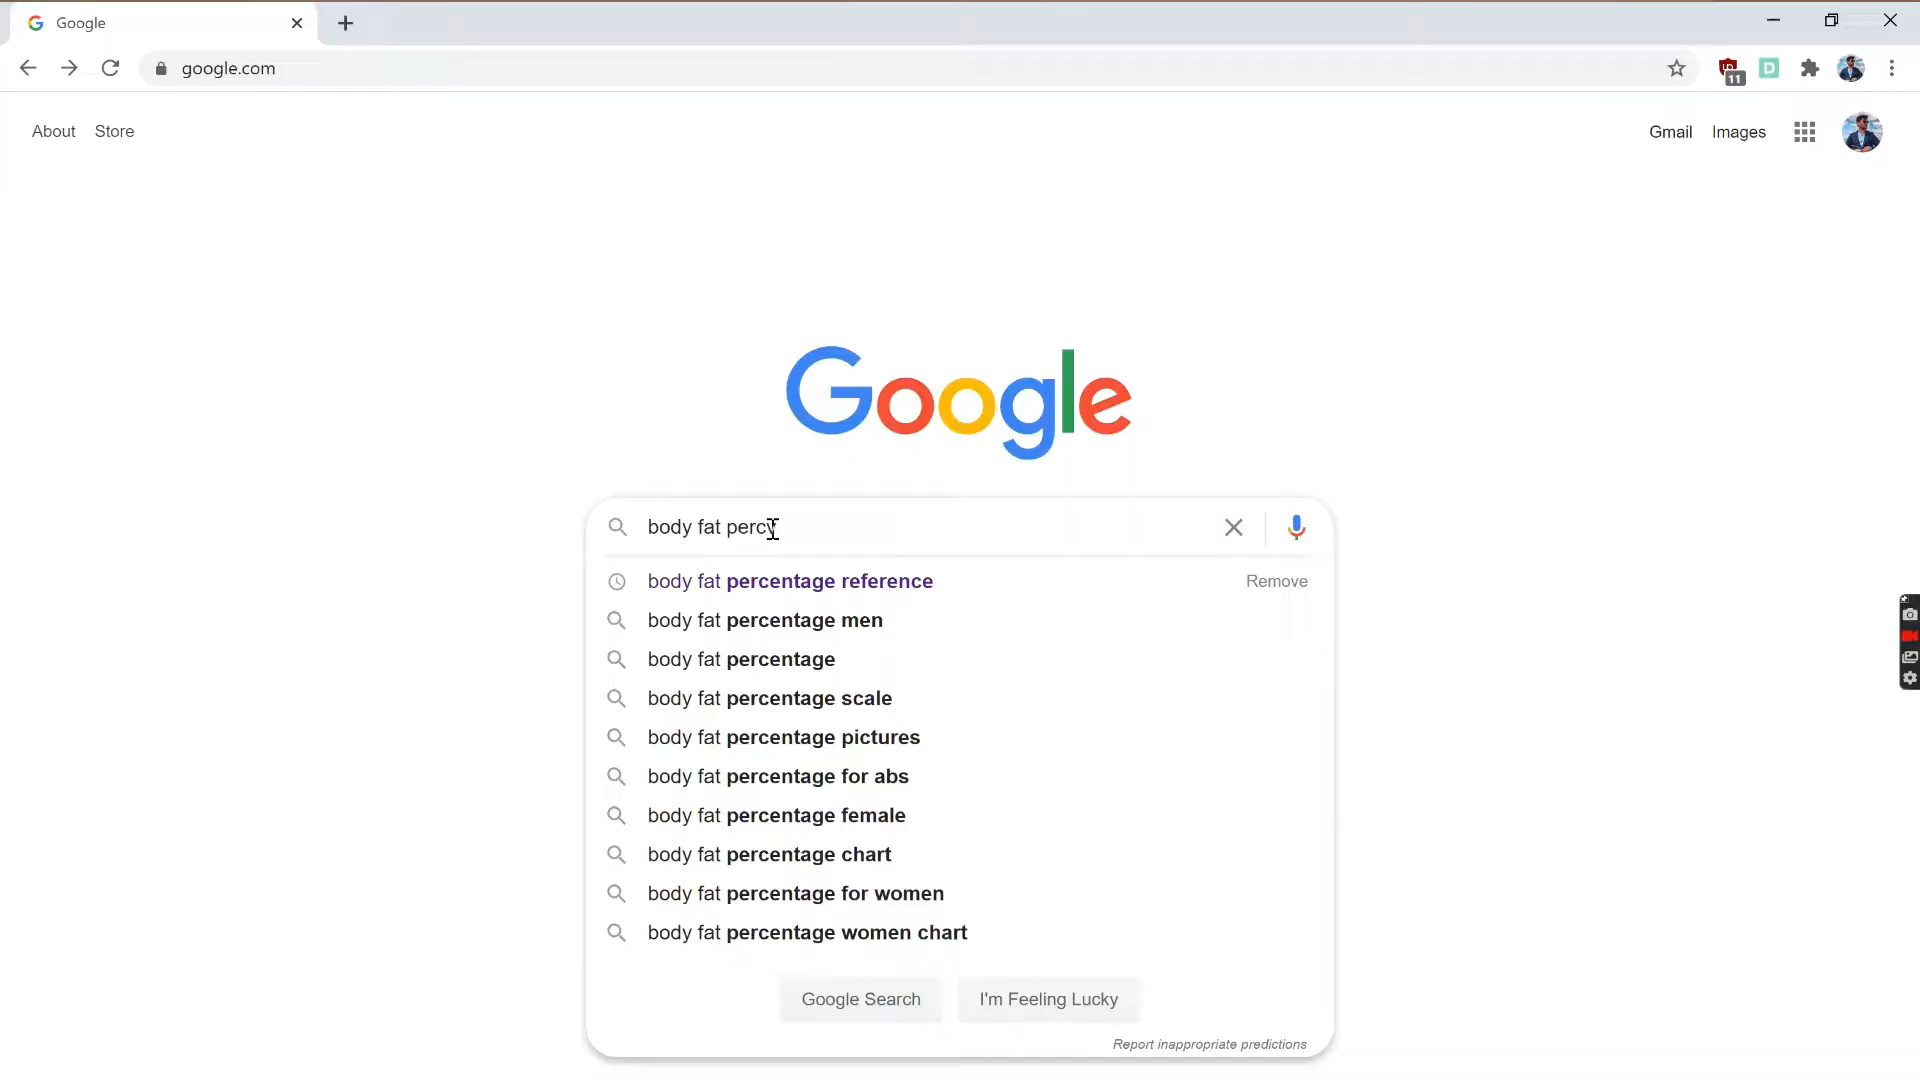 Google
google.com
11
D
About Store
Gmail Images
Google
body fat percy
body fat percentage reference
Remove
body fat percentage men
body fat percentage
body fat percentage scale
body fat percentage pictures
body fat percentage for abs
body fat percentage female
body fat percentage chart
body fat percentage for women
body fat percentage women chart
Google Search I'm Feeling Lucky
Report inappropriate predictions